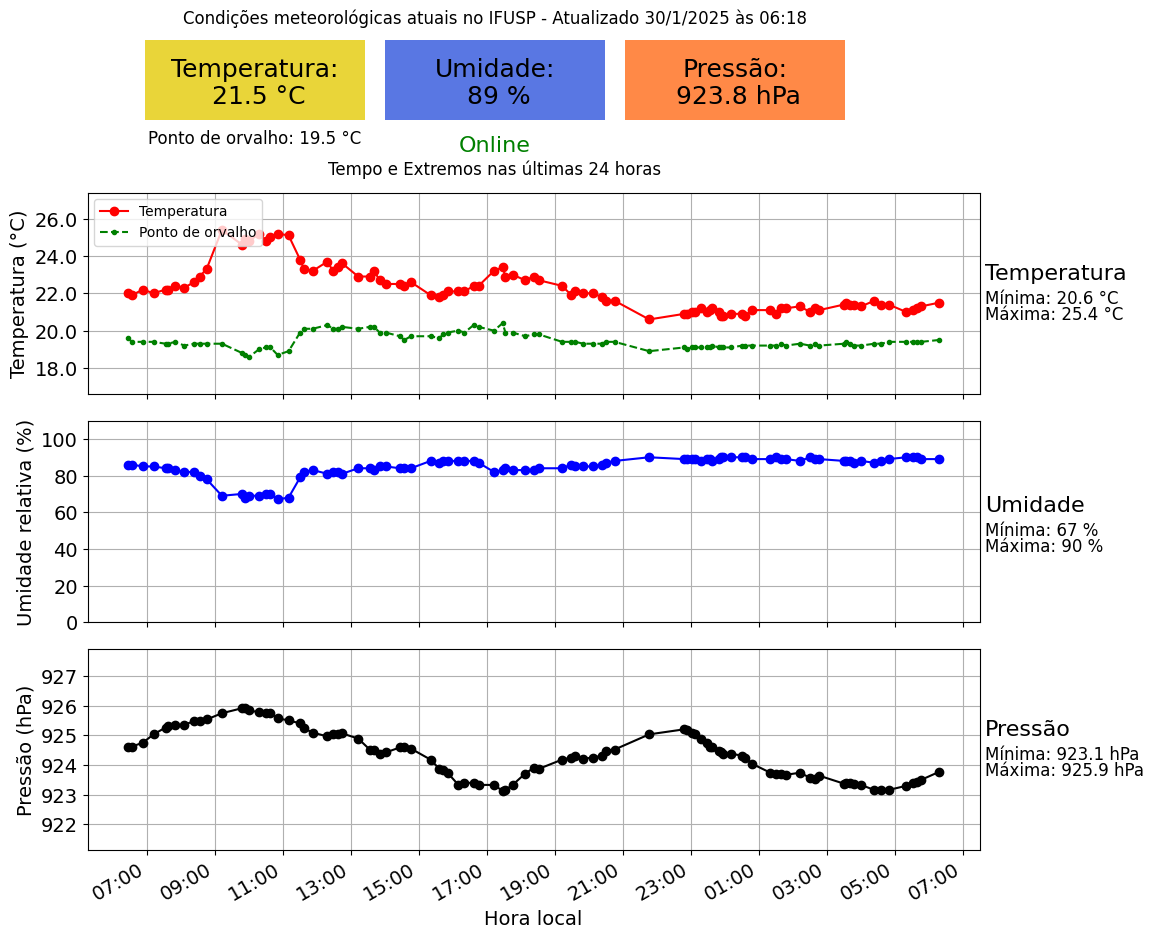 Condições meteorológicas atuais no IFUSP - Atualizado 30/1/2025 às 06:18
Temperatura:
21.5 °C
Umidade:
89 %
Pressão:
923.8 hPa
Ponto de orvalho: 19.5 °C
Online
Tempo e Extremos nas últimas 24 horas
Temperatura (°C)
26.0
24.0
22.0
20.0
18.0
Temperatura
Ponto de orvalho
Temperatura
Mínima: 20.6 °C
Máxima: 25.4 °C
Umidade relativa (%)
100
80
60
40
20
0
Umidade
Mínima: 67 %
Máxima: 90 %
Pressão (hPa)
927
926
925
924
923
922
Pressão
Mínima: 923.1 hPa
Máxima: 925.9 hPa
07:00 09:00 11:00 13:00 15:00 17:00 19:00 21:00 23:00 01:00 03:00 05:00 07:00
Hora local